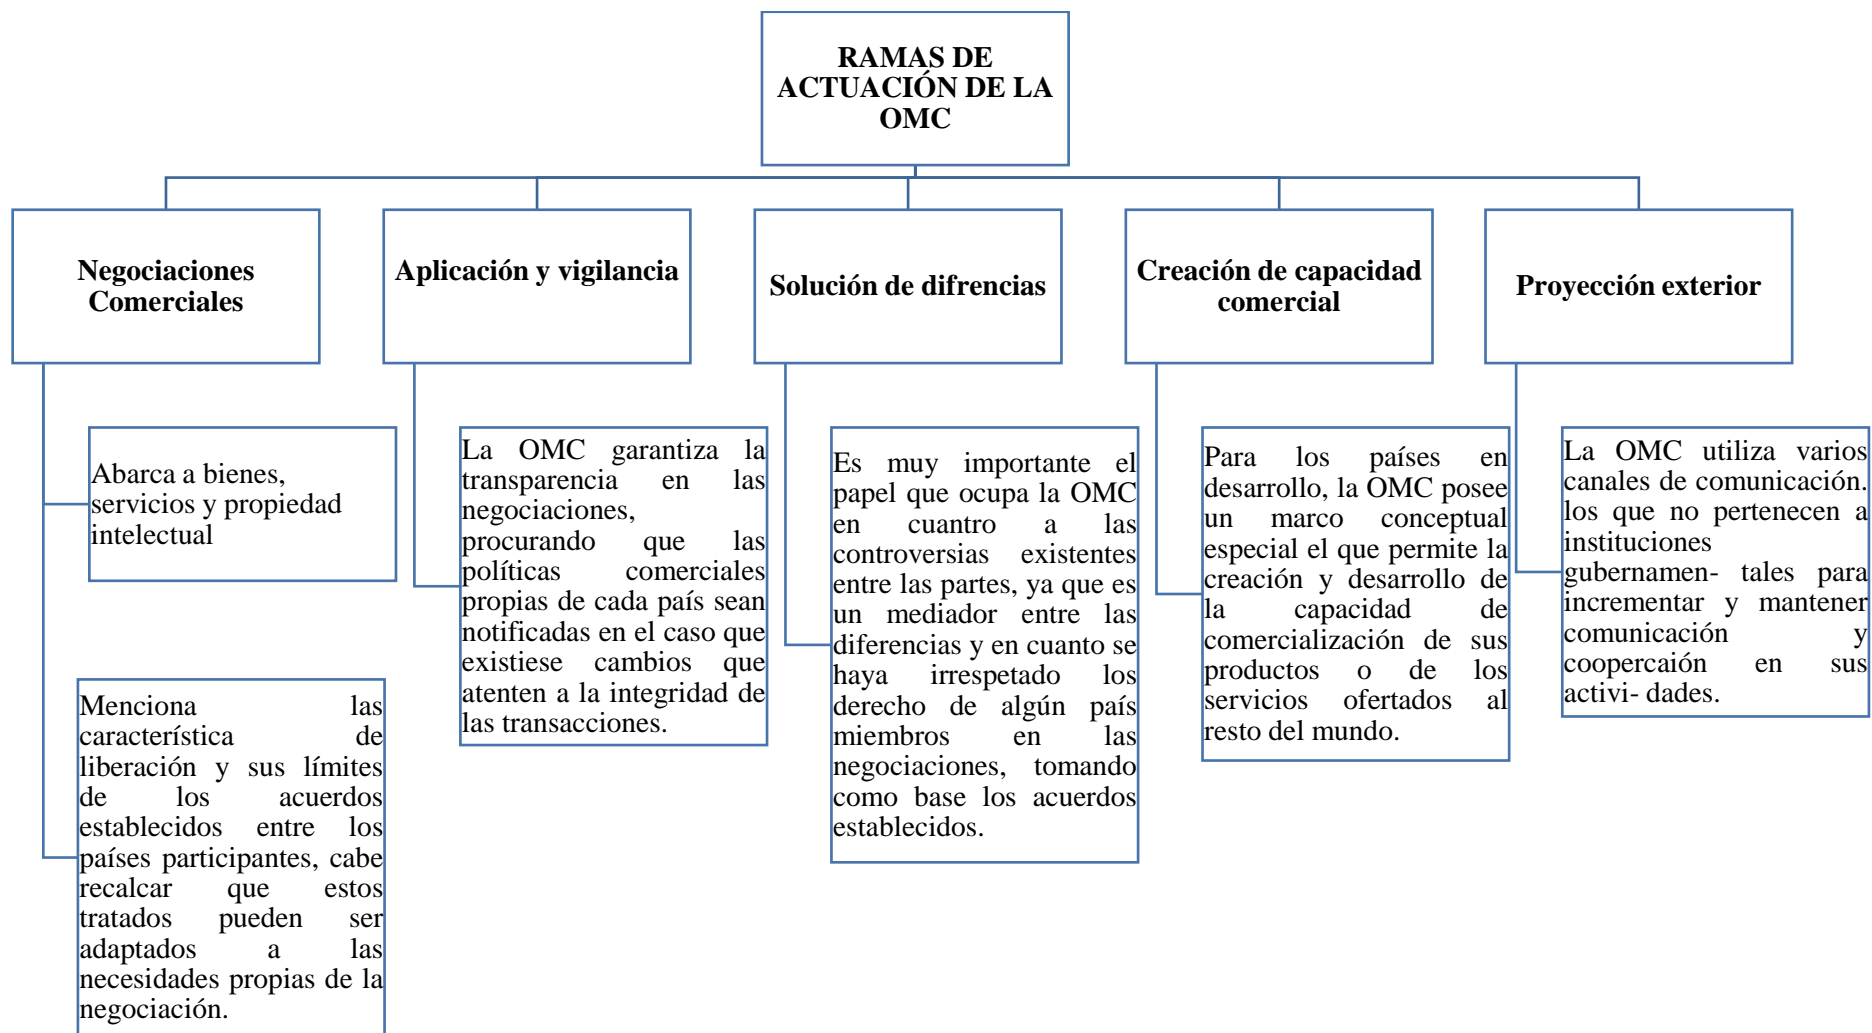 RAMAS DE
ACTUACIÓN DE LA
OMC
Negociaciones
Comerciales
Abarca a bienes,
servicios y propiedad
intelectual
Menciona las
característica de
liberación y sus límites
de los acuerdos
establecidos entre los
países participantes, cabe
recalcar que estos
tratados pueden ser
adaptados a las
necesidades propias de la
negociación.
Aplicación y vigilancia
La OMC garantiza la
transparencia en las
negociaciones,
procurando que las
políticas comerciales
propias de cada país sean
notificadas en el caso que
existiese cambios que
atenten a la integridad de
las transacciones.
Solución de difrencias
Es muy importante el
papel que ocupa la OMC
en cuantro a las
controversias existentes
entre las partes, ya que es
un mediador entre las
diferencias y en cuanto se
haya irrespetado los
derecho de algún país
miembros en las
negociaciones, tomando
como base los acuerdos
establecidos.
Creación de capacidad
comercial
Para los países en
desarrollo, la OMC posee
un marco conceptual
especial el que permite la
creación y desarrollo de
la capacidad de
comercialización de sus
productos o de los
servicios ofertados al
resto del mundo.
Proyección exterior
La OMC utiliza varios
canales de comunicación.
los que no pertenecen a
instituciones
gubernamen- tales para
incrementar y mantener
comunicación y
coopercaión en sus
activi- dades.